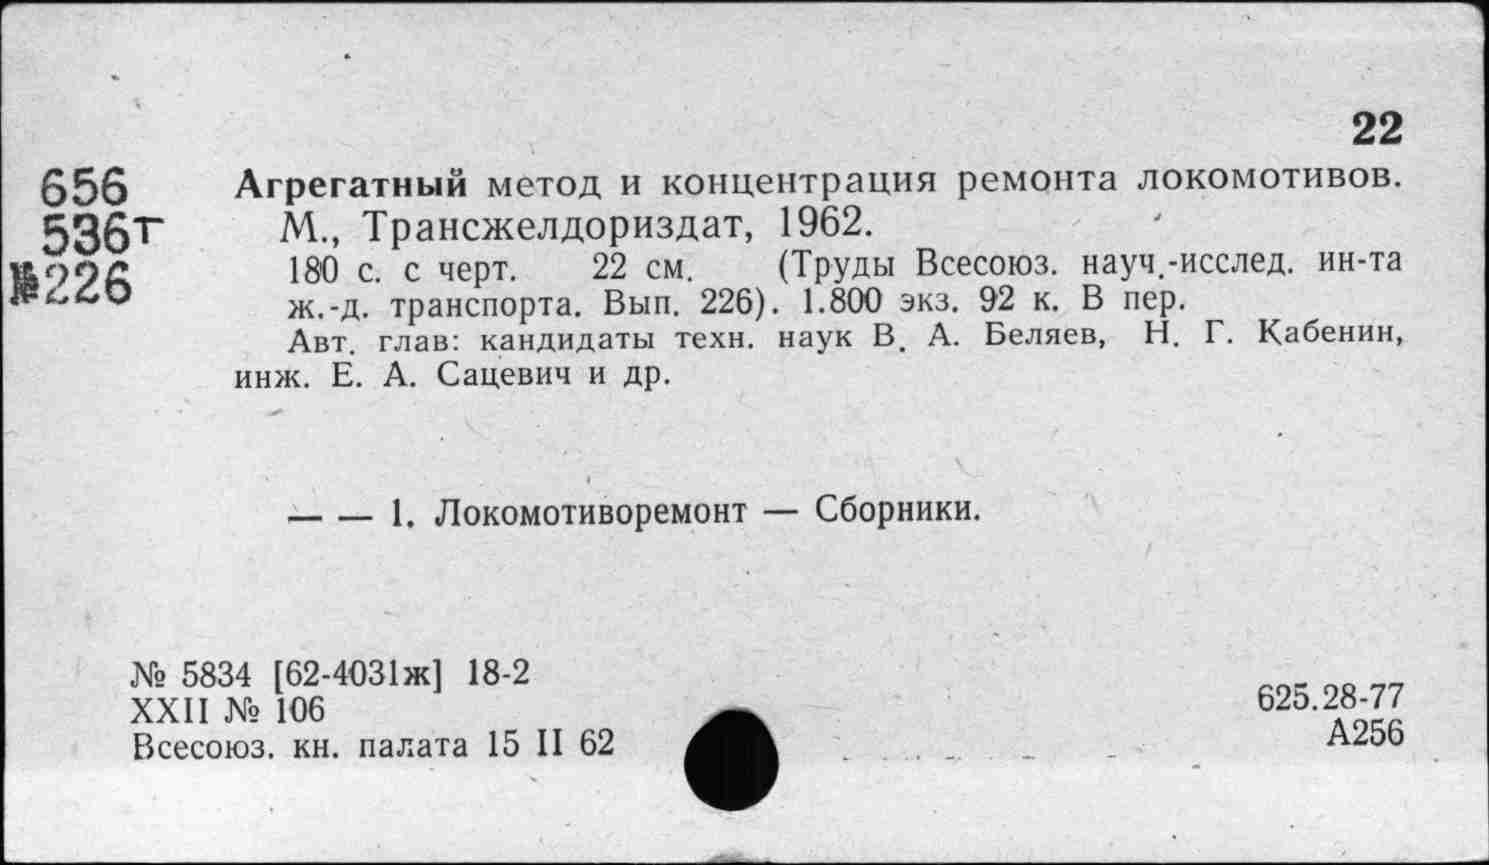 22
656
536т
№226
Агрегатный метод и концентрация ремонта локомотивов.
М., Трансжелдориздат, 1962.
180 с. с черт. 22 см. (Труды Всесоюз. науч.-исслед. ин-та
ж.-д. транспорта. Вып. 226). 1.800 экз. 92 к. В пер.
Авт. глав: кандидаты техн. наук В. А. Беляев, Н. Г. Кабенин,
инж. Е. А. Сацевич и др.
— — 1. Локомотиворемонт — Сборники.
№ 5834 [62-4031ж] 18-2
XXII № 106
Всесоюз. кн. палата 15 II 62
625.28-77
А256